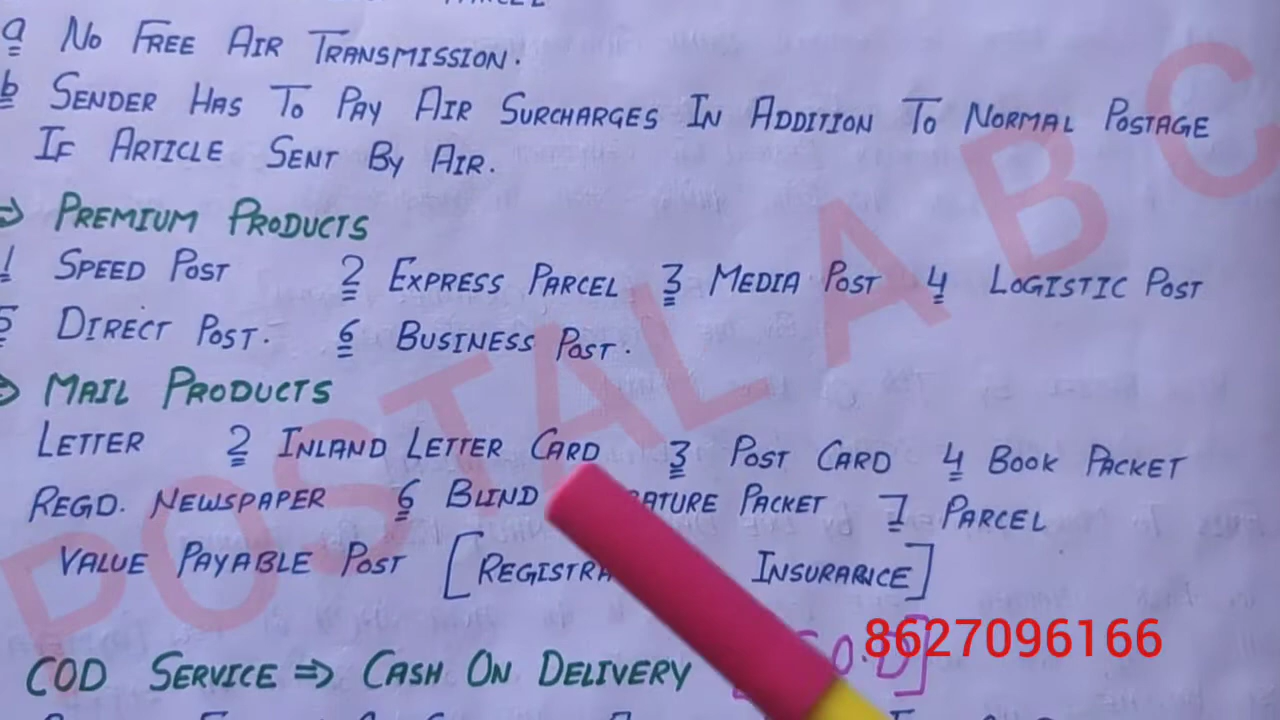 a No Free Air Transmission.
b Sender Has To Pay Air Surcharges In Addition To Normal Postage
If Article Sent By Air.
⇒ Premium Products
1 Speed Post 2 Express Parcel 3 Media Post 4 Logistic Post
5 Direct Post. 6 Business Post.
⇒ Mail Products
Letter 2 Inland Letter Card 3 Post Card 4 Book Packet
Regd. Newspaper 6 Blind Packet 7 Parcel
Value Payable Post [ Insurance]
COD Service ⇒ Cash On Delivery
8627096166
POSTAL A B C